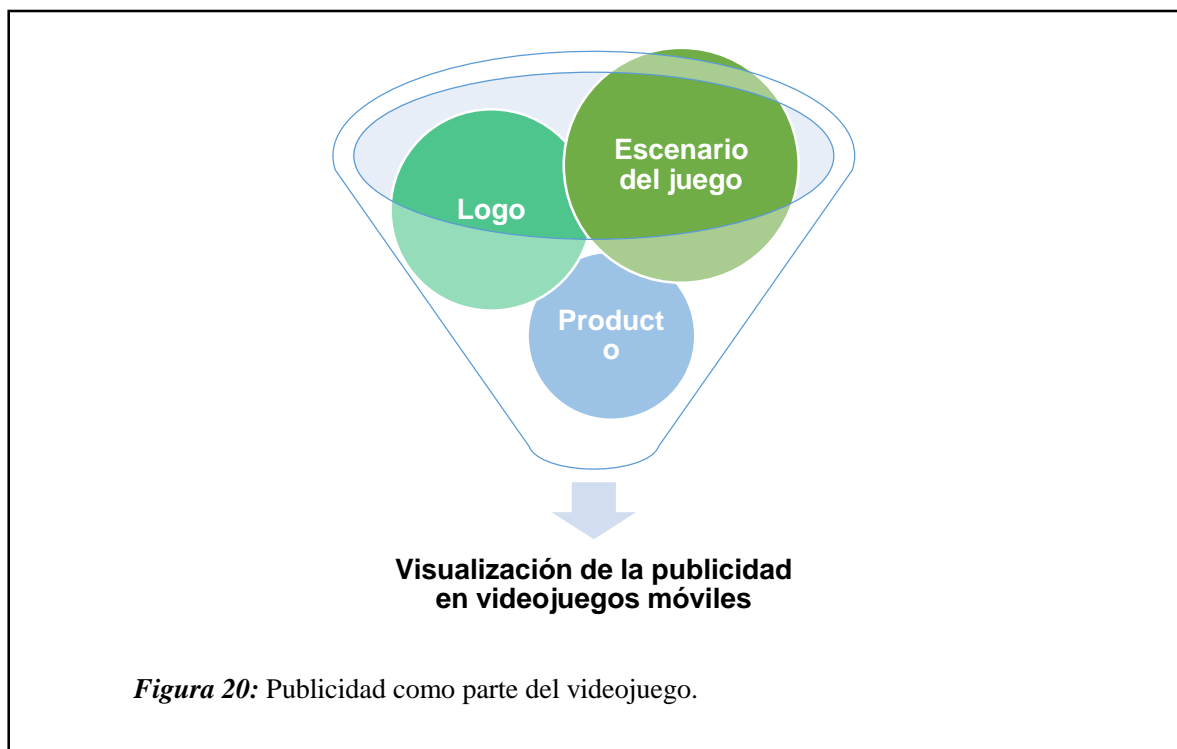 Escenario
del juego
Logo
Product
o
Visualización de la publicidad
en videojuegos móviles
Figura 20: Publicidad como parte del videojuego.